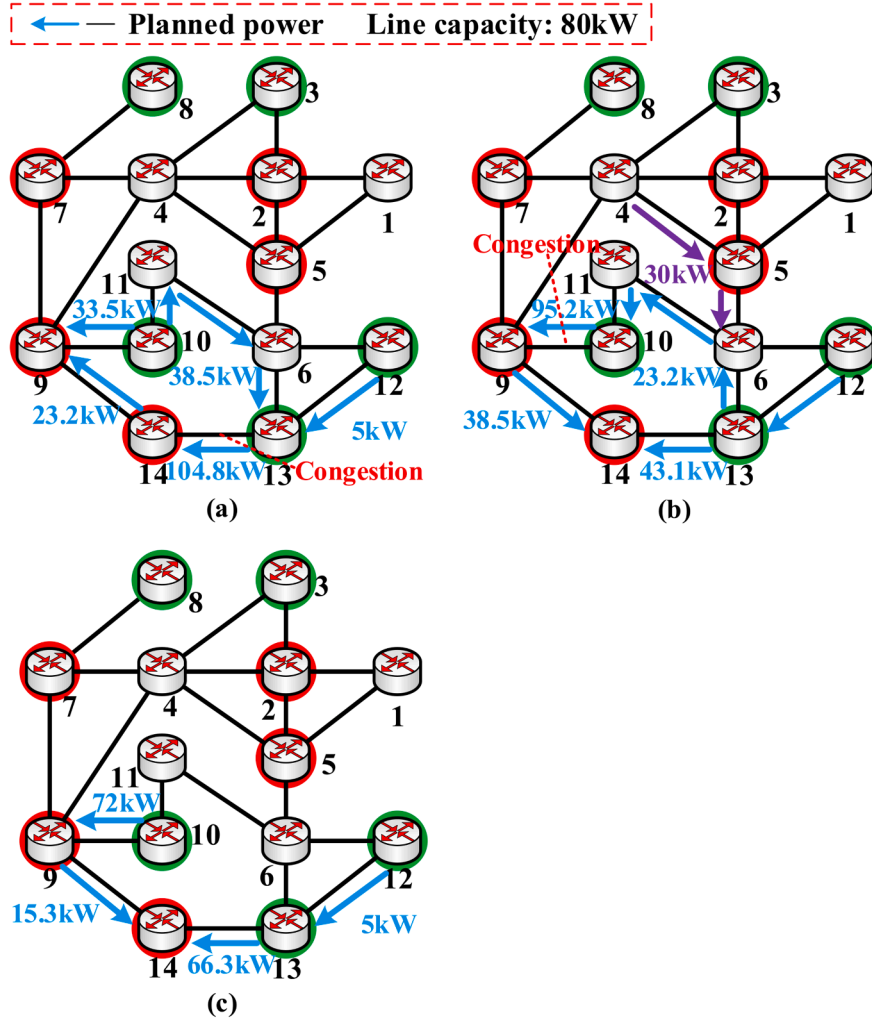 Planned power Line capacity: 80kW
8 3
7 4 2 1
11 5
33.5kW
10
9 38.5kW 6 12
23.2kW 5kW
14 104.8kW 13 Congestion
(a)
8 3
7 4 2 1
Congestion
11 30kW 5
95.2kW
10
9 23.2kW 6 12
38.5kW
14 43.1kW 13
(b)
8 3
7 4 2 1
11 5
72kW
10
9 6 12
15.3kW 5kW
14 66.3kW 13
(c)